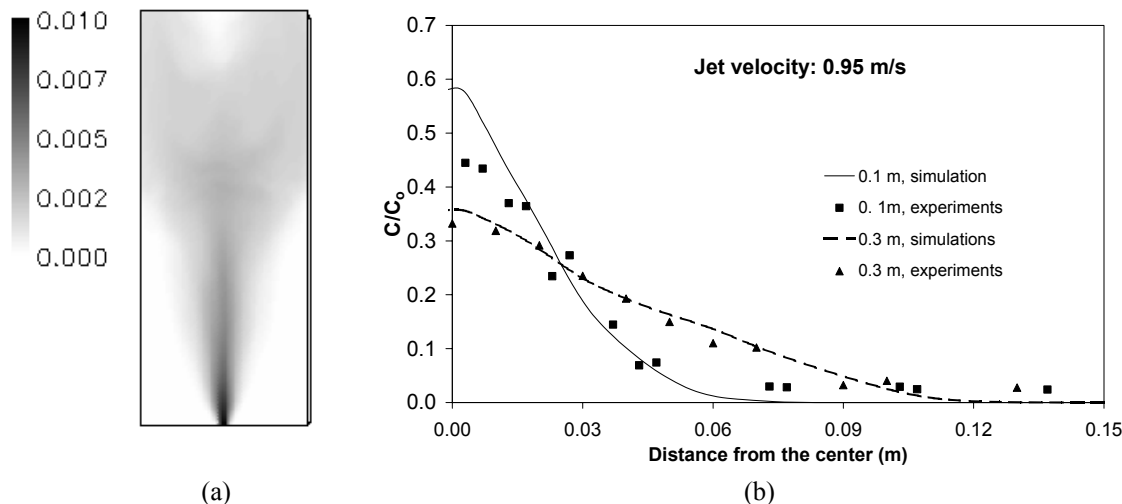 0.010
0.007
0.005
0.002
0.000
(a)
0.7
0.6
0.5
0.4
0.3
0.2
0.1
0.0
C/Co
Jet velocity: 0.95 m/s
0.1 m, simulation
0. 1m, experiments
0.3 m, simulations
0.3 m, experiments
0.00 0.03 0.06 0.09 0.12 0.15
Distance from the center (m)
(b)